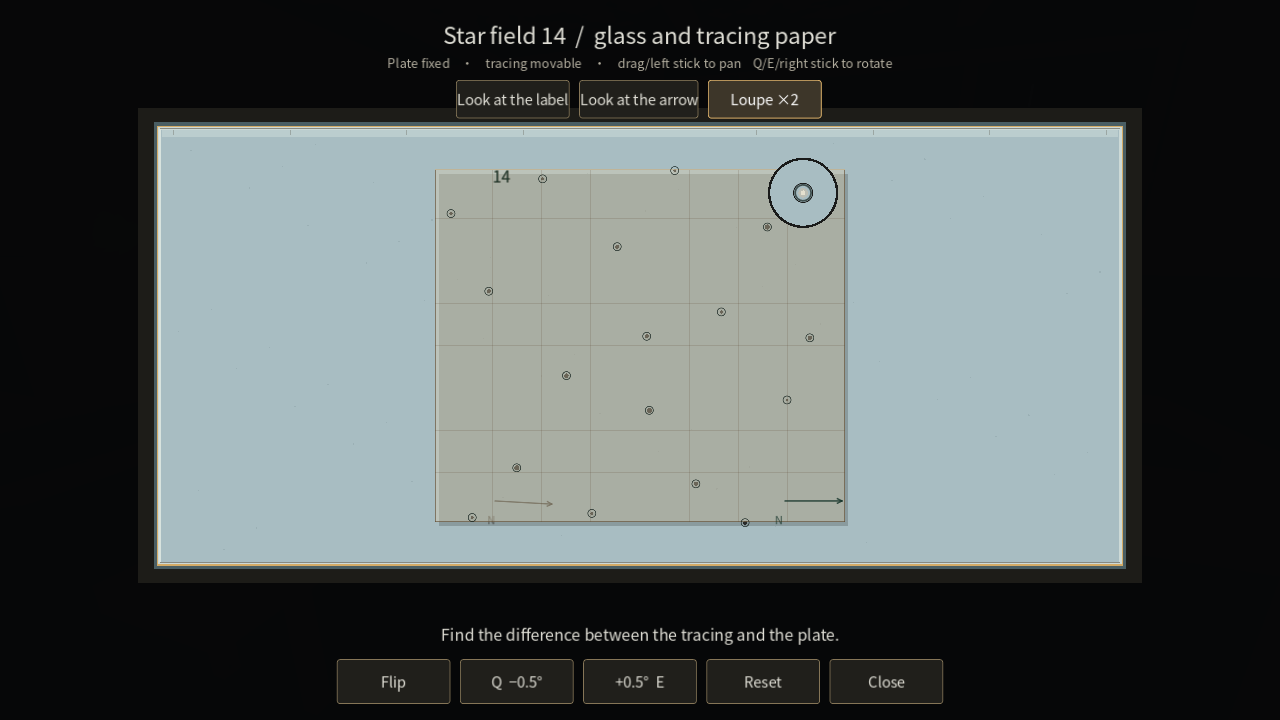 Star field 14 / glass and tracing paper
Plate fixed • tracing movable • drag/left stick to pan Q/E/right stick to rotate
Look at the label Look at the arrow Loupe ×2
14
N N
Find the difference between the tracing and the plate.
Flip Q −0.5° +0.5° E Reset Close